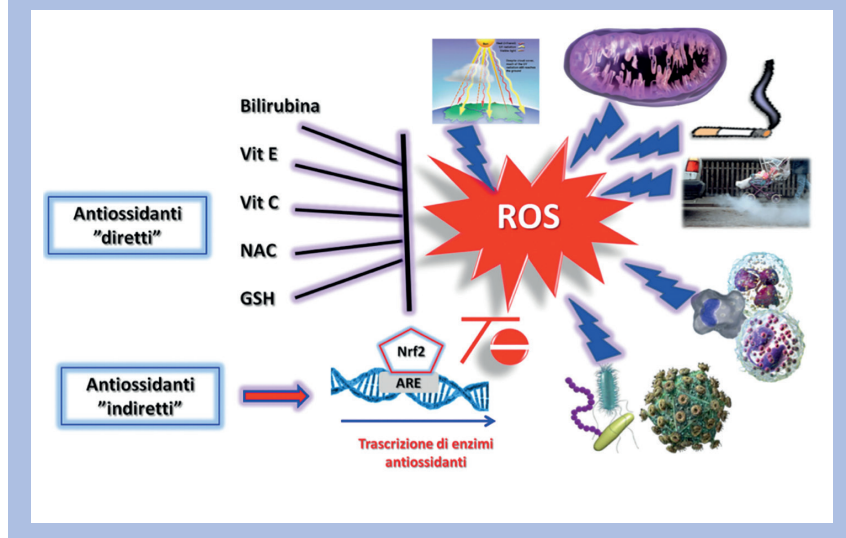 Bilirubina
Vit E
Vit C
NAC
GSH
Antiossidanti
”diretti”
ROS
Nrf2
ARE
Antiossidanti
”indiretti”
Trascrizione di enzimi
antiossidanti